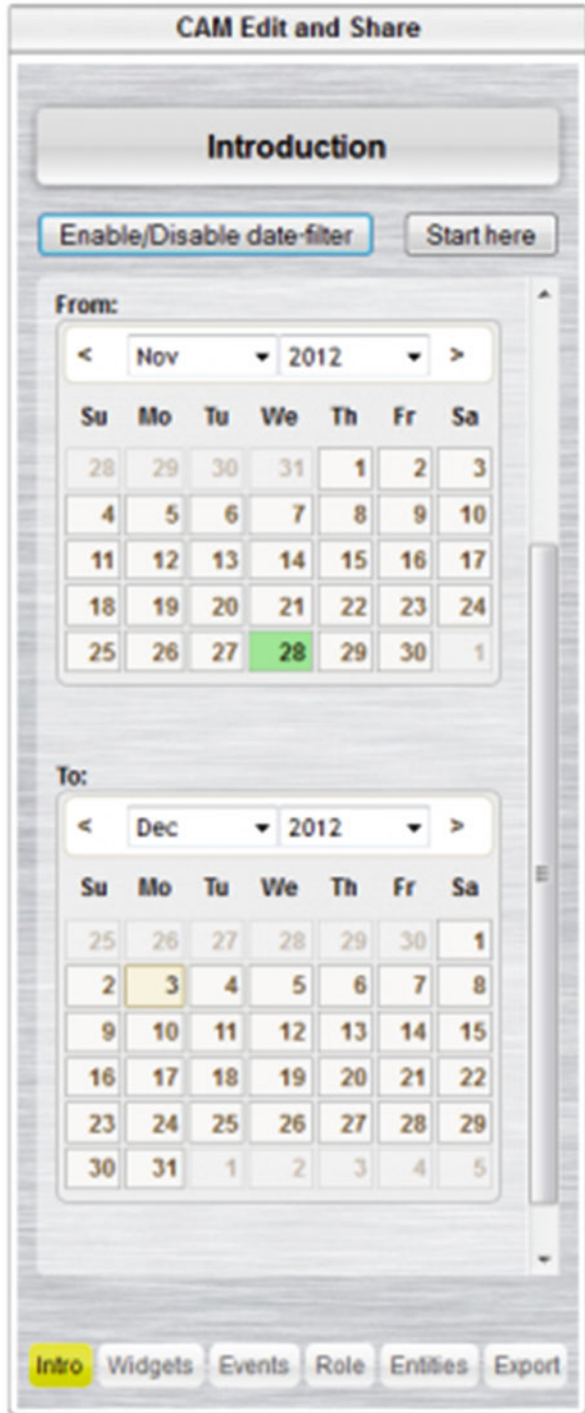 CAM Edit and Share
Introduction
Enable/Disable date-filter Start here
From:
< Nov 2012 >
Su Mo Tu We Th Fr Sa
28 29 30 31 1 2 3
4 5 6 7 8 9 10
11 12 13 14 15 16 17
18 19 20 21 22 23 24
25 26 27 28 29 30 1
To:
< Dec 2012 >
Su Mo Tu We Th Fr Sa
25 26 27 28 29 30 1
2 3 4 5 6 7 8
9 10 11 12 13 14 15
16 17 18 19 20 21 22
23 24 25 26 27 28 29
30 31 1 2 3 4 5
Intro Widgets Events Role Entities Export